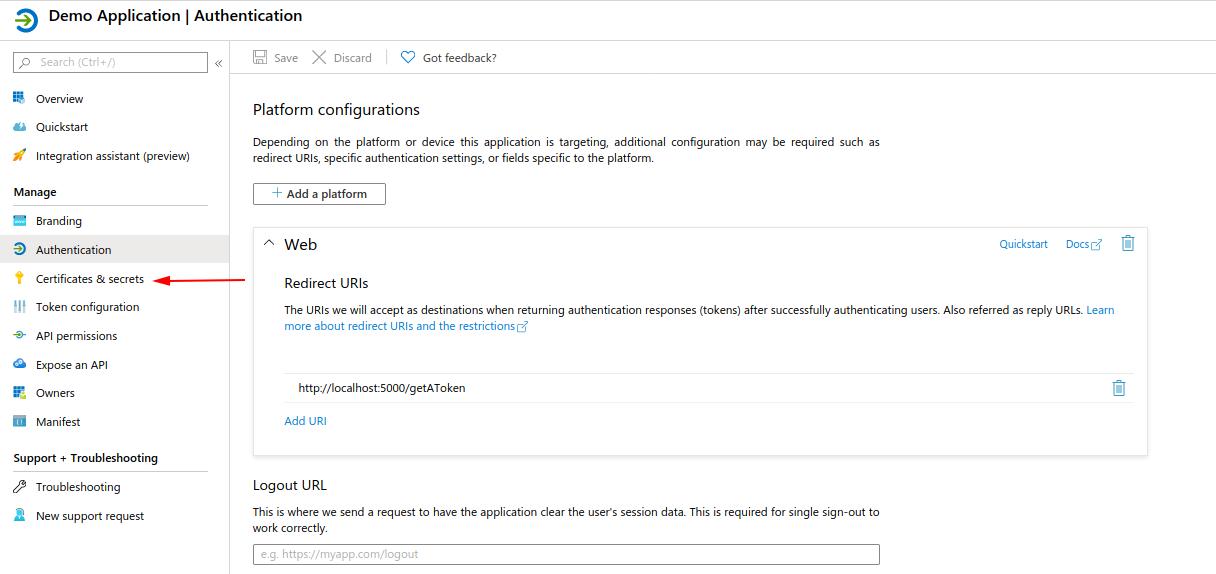 Demo Application | Authentication
Search (Ctrl+/)
«
Overview
Quickstart
Integration assistant (preview)
Manage
Branding
Authentication
Certificates & secrets
Token configuration
API permissions
Expose an API
Owners
Manifest
Support + Troubleshooting
Troubleshooting
New support request
Save
Discard
Got feedback?
Platform configurations
Depending on the platform or device this application is targeting, additional configuration may be required such as
redirect URIs, specific authentication settings, or fields specific to the platform.
+ Add a platform
Web
Quickstart
Docs
Redirect URIs
The URIs we will accept as destinations when returning authentication responses (tokens) after successfully authenticating users. Also referred as reply URLs. Learn
more about redirect URIs and the restrictions
http://localhost:5000/getAToken
Add URI
Logout URL
This is where we send a request to have the application clear the user's session data. This is required for single sign-out to
work correctly.
e.g. https://myapp.com/logout